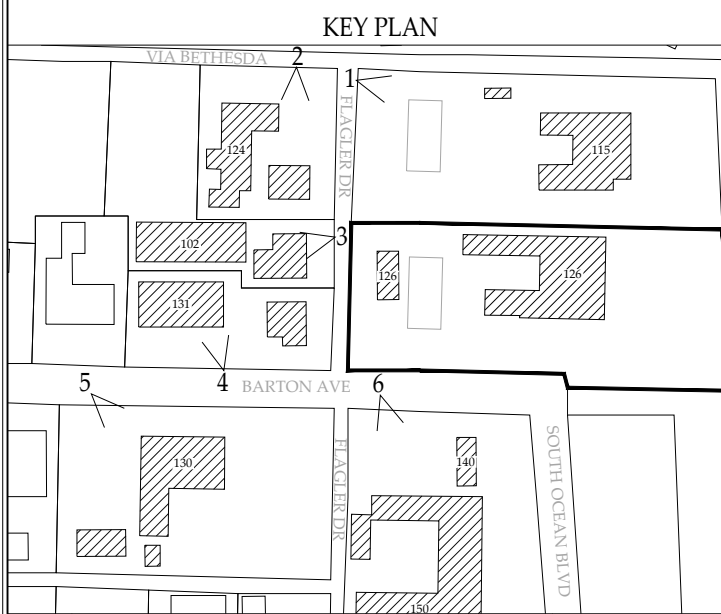 KEY PLAN
VIA BETHESDA
2
1
FLAGLER DR
124
115
102
3
126
126
131
4
BARTON AVE
5
6
130
FLAGLER DR
140
SOUTH OCEAN BLVD
150